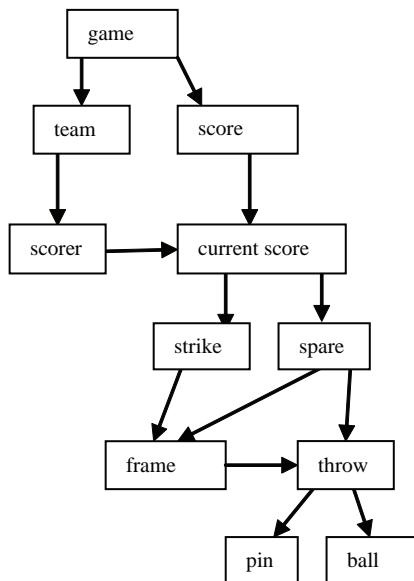 game
team
score
scorer
current score
strike
spare
frame
throw
pin
ball